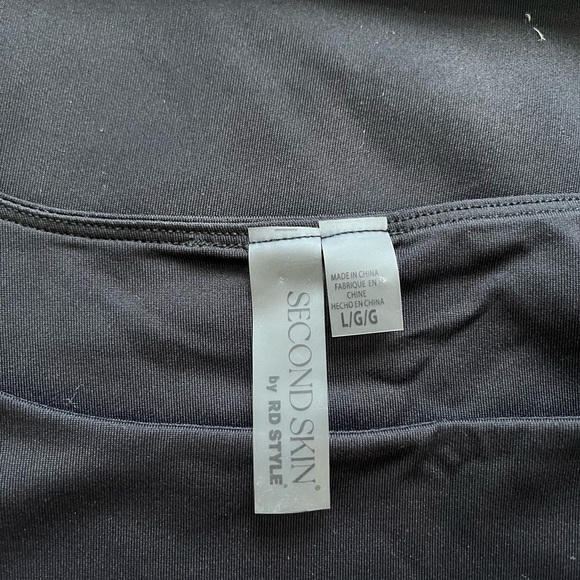 SECOND SKIN®
by RD STYLE®
MADE IN CHINA
FABRIQUE EN
CHINE
HECHO EN CHINA
L/G/G